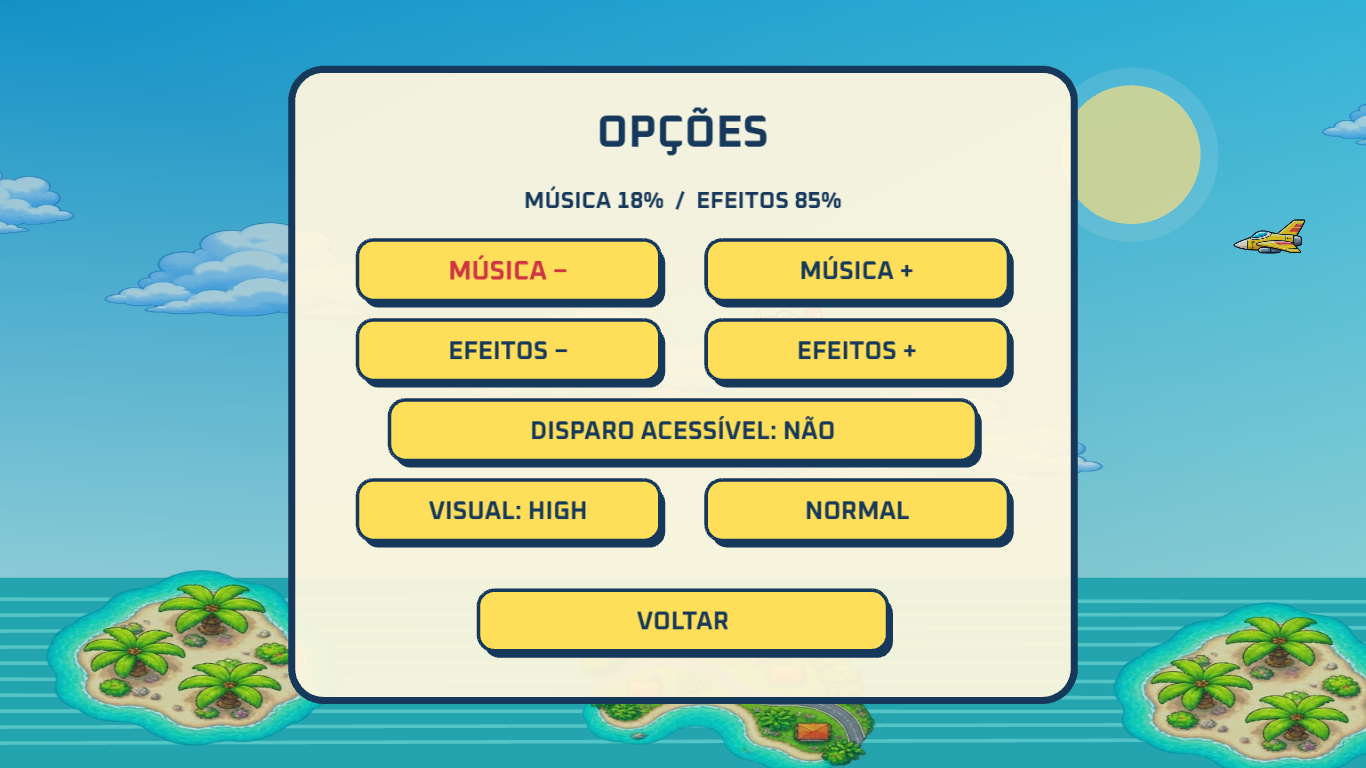 OPÇÕES
MÚSICA 18% / EFEITOS 85%
MÚSICA –
MÚSICA +
EFEITOS –
EFEITOS +
DISPARO ACESSÍVEL: NÃO
VISUAL: HIGH
NORMAL
VOLTAR